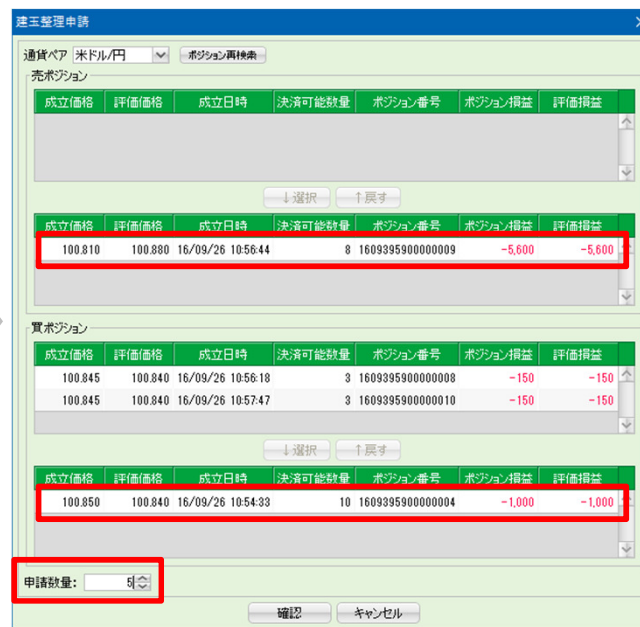 建玉整理申請
通貨ペア 米ドル/円 ポジション再検索
売ポジション
成立価格 評価価格 成立日時 決済可能数量 ポジション番号 ポジション損益 評価損益
↓選択 ↑戻す
成立価格 評価価格 成立日時 決済可能数量 ポジション番号 ポジション損益 評価損益
100.810 100.880 16/09/26 10:56:44 8 1609395900000009 -5,600 -5,600
買ポジション
成立価格 評価価格 成立日時 決済可能数量 ポジション番号 ポジション損益 評価損益
100.845 100.840 16/09/26 10:56:18 3 1609395900000008 -150 -150
100.845 100.840 16/09/26 10:57:47 3 1609395900000010 -150 -150
↓選択 ↑戻す
成立価格 評価価格 成立日時 決済可能数量 ポジション番号 ポジション損益 評価損益
100.850 100.840 16/09/26 10:54:33 10 1609395900000004 -1,000 -1,000
申請数量: 5
確認 キャンセル